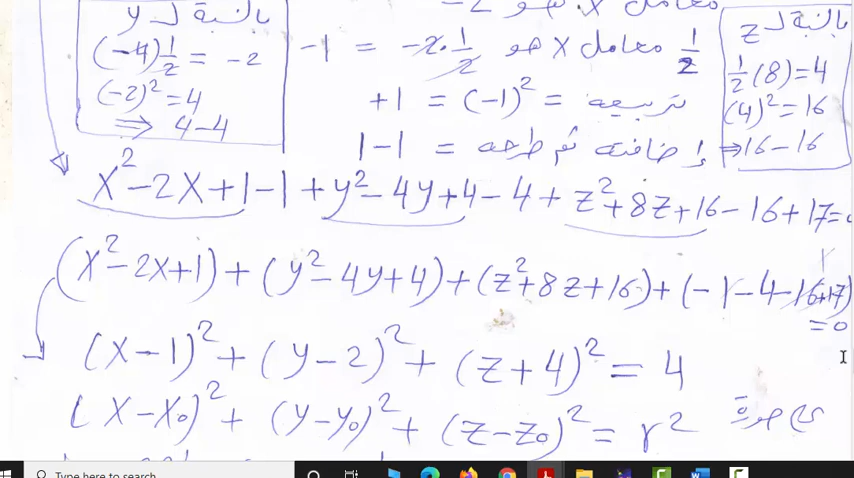 معامل X. هو 2-
بالنسبة لـ y
(-4)1/2 = -2
(-2)² = 4
⇒ 4-4
1/2 معامل X هو -2·1/2 = -1
تربيعه = (-1)² = +1
إضافته ثم طرحه = 1-1
بالنسبة لـ z
1/2(8) = 4
(4)² = 16
⇒ 16-16
x² - 2x + 1 - 1 + y² - 4y + 4 - 4 + z² + 8z + 16 - 16 + 17 = 0
(x² - 2x + 1) + (y² - 4y + 4) + (z² + 8z + 16) + (-1 - 4 - 16 + 17)
= 0
(x - 1)² + (y - 2)² + (z + 4)² = 4
(x - x₀)² + (y - y₀)² + (z - z₀)² = r²
Type here to search